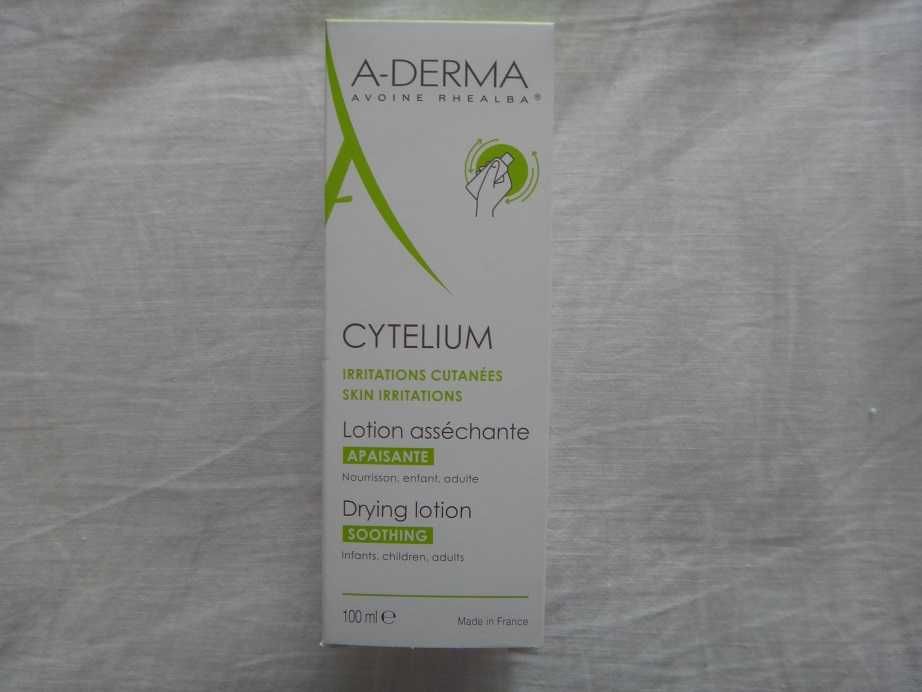 A-DERMA
AVOINE RHEALBA®
CYTELIUM
IRRITATIONS CUTANÉES
SKIN IRRITATIONS
Lotion asséchante
APAISANTE
Nourrisson, enfant, adulte
Drying lotion
SOOTHING
Infants, children, adults
100 ml ℮
Made in France